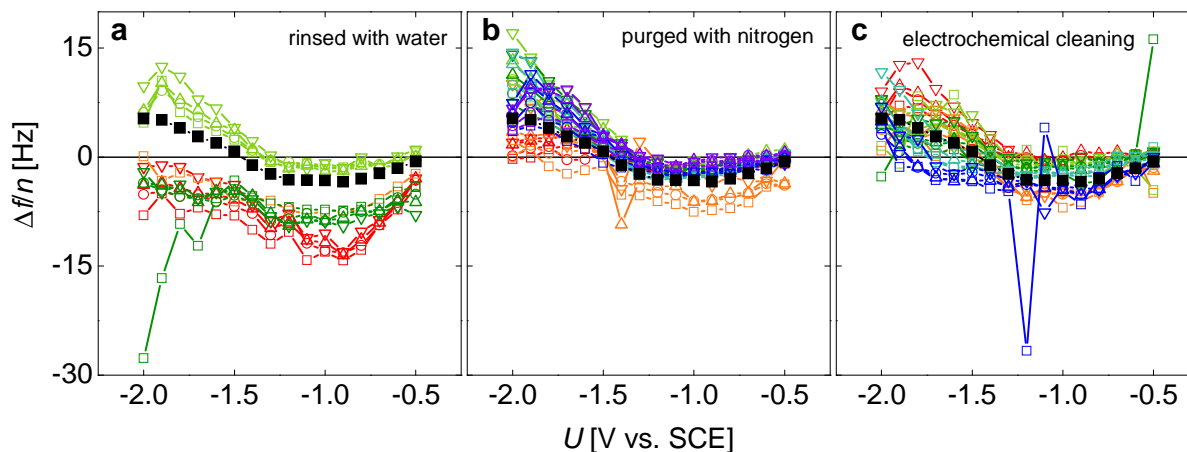 a rinsed with water
b purged with nitrogen
c electrochemical cleaning
15
0
-15
-30
Δf/n [Hz]
-2.0 -1.5 -1.0 -0.5 -2.0 -1.5 -1.0 -0.5 -2.0 -1.5 -1.0 -0.5
U [V vs. SCE]